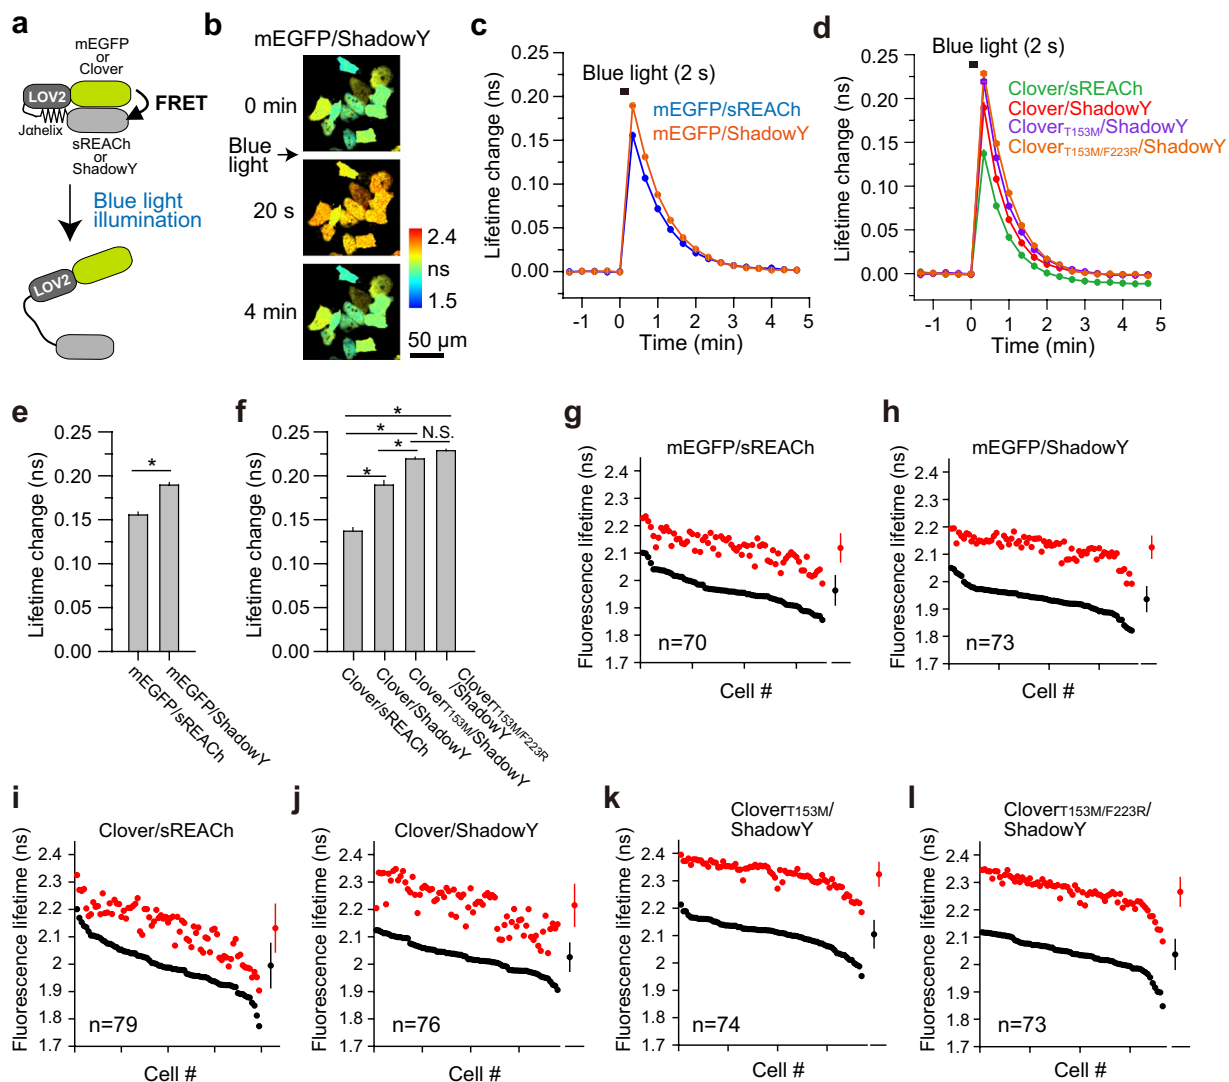 a
mEGFP
or
Clover
LOV2
FRET
Jαhelix
sREACh
or
ShadowY
Blue light
illumination
LOV2
b
mEGFP/ShadowY
0 min
Blue
light
20 s
4 min
2.4
ns
1.5
50 µm
c
Blue light (2 s)
mEGFP/sREACh
mEGFP/ShadowY
Lifetime change (ns)
0.25
0.20
0.15
0.10
0.05
0.00
-1 0 1 2 3 4 5
Time (min)
d
Blue light (2 s)
Clover/sREACh
Clover/ShadowY
CloverT153M/ShadowY
CloverT153M/F223R/ShadowY
Lifetime change (ns)
0.25
0.20
0.15
0.10
0.05
0.00
-1 0 1 2 3 4 5
Time (min)
e
Lifetime change (ns)
0.25
0.20
0.15
0.10
0.05
0.00
*
mEGFP/sREACh
mEGFP/ShadowY
f
Lifetime change (ns)
0.25
0.20
0.15
0.10
0.05
0.00
*
* N.S.
*
*
Clover/sREACh
Clover/ShadowY
CloverT153M/ShadowY
CloverT153M/F223R
/ShadowY
g
mEGFP/sREACh
Fluorescence lifetime (ns)
2.4
2.3
2.2
2.1
2
1.9
1.8
1.7
n=70
Cell #
h
mEGFP/ShadowY
Fluorescence lifetime (ns)
2.4
2.3
2.2
2.1
2
1.9
1.8
1.7
n=73
Cell #
i
Clover/sREACh
Fluorescence lifetime (ns)
2.4
2.3
2.2
2.1
2
1.9
1.8
1.7
n=79
Cell #
j
Clover/ShadowY
Fluorescence lifetime (ns)
2.4
2.3
2.2
2.1
2
1.9
1.8
1.7
n=76
Cell #
k
CloverT153M/
ShadowY
Fluorescence lifetime (ns)
2.4
2.3
2.2
2.1
2
1.9
1.8
1.7
n=74
Cell #
l
CloverT153M/F223R/
ShadowY
Fluorescence lifetime (ns)
2.4
2.3
2.2
2.1
2
1.9
1.8
1.7
n=73
Cell #